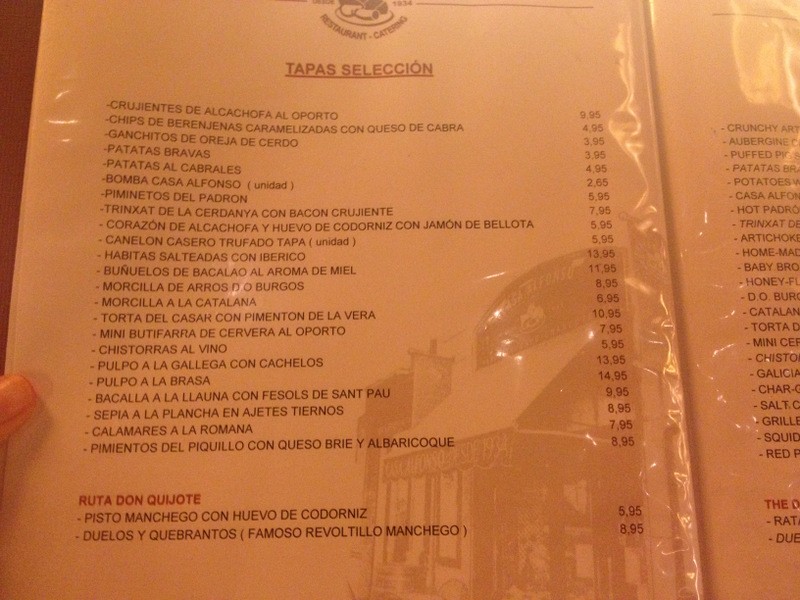 DESDE 1934
RESTAURANT - CATERING
TAPAS SELECCIÓN
-CRUJIENTES DE ALCACHOFA AL OPORTO 9,95
-CHIPS DE BERENJENAS CARAMELIZADAS CON QUESO DE CABRA 4,95
-GANCHITOS DE OREJA DE CERDO 3,95
-PATATAS BRAVAS 3,95
-PATATAS AL CABRALES 4,95
-BOMBA CASA ALFONSO ( unidad ) 2,65
-PIMINETOS DEL PADRON 5,95
-TRINXAT DE LA CERDANYA CON BACON CRUJIENTE 7,95
- CORAZÓN DE ALCACHOFA Y HUEVO DE CODORNIZ CON JAMÓN DE BELLOTA 5,95
- CANELON CASERO TRUFADO TAPA ( unidad ) 5,95
- HABITAS SALTEADAS CON IBERICO 13,95
- BUÑUELOS DE BACALAO AL AROMA DE MIEL 11,95
- MORCILLA DE ARROS D.O BURGOS 8,95
- MORCILLA A LA CATALANA 6,95
- TORTA DEL CASAR CON PIMENTON DE LA VERA 10,95
- MINI BUTIFARRA DE CERVERA AL OPORTO 7,95
- CHISTORRAS AL VINO 5,95
- PULPO A LA GALLEGA CON CACHELOS 13,95
- PULPO A LA BRASA 14,95
- BACALLA A LA LLAUNA CON FESOLS DE SANT PAU 9,95
- SEPIA A LA PLANCHA EN AJETES TIERNOS 8,95
- CALAMARES A LA ROMANA 7,95
- PIMIENTOS DEL PIQUILLO CON QUESO BRIE Y ALBARICOQUE 8,95
RUTA DON QUIJOTE
- PISTO MANCHEGO CON HUEVO DE CODORNIZ 5,95
- DUELOS Y QUEBRANTOS ( FAMOSO REVOLTILLO MANCHEGO ) 8,95
- CRUNCHY
- AUBERGINE
- PUFFED
- PATATAS
- POTATOES
- CASA
- HOT
- TRINXAT DE
- ARTICHOKE
- HOME-MAD
- BABY
- HONEY-FL
- D.O.
- CATALAN
- TORTA
- MINI
- CHISTO
- GALICIA
- CHAR-
- SALT
- GRILLE
- SQUID
- RED
THE
- RATA
- DUE